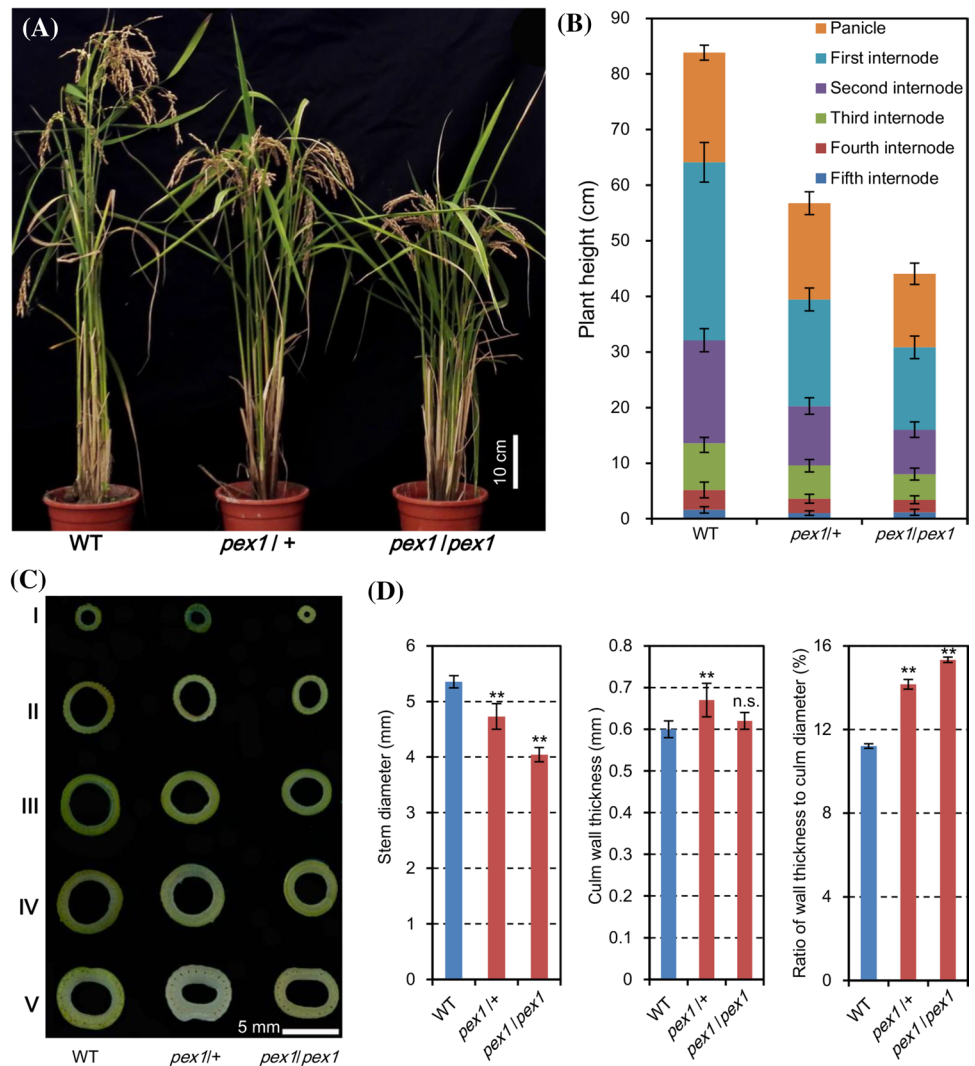 (A)
10 cm
WT
pex1/ +
pex1/pex1
(B)
Plant height (cm)
90
80
70
60
50
40
30
20
10
0
Panicle
First internode
Second internode
Third internode
Fourth internode
Fifth internode
WT
pex1/+
pex1/pex1
(C)
I
II
III
IV
V
5 mm
WT
pex1/+
pex1/pex1
(D)
Stem diameter (mm)
6
5
4
3
2
1
0
**
**
WT
pex1/+
pex1/pex1
Culm wall thickness (mm )
0.8
0.7
0.6
0.5
0.4
0.3
0.2
0.1
0
**
n.s.
WT
pex1/+
pex1/pex1
Ratio of wall thickness to culm diameter (%)
16
12
8
4
0
**
**
WT
pex1/+
pex1/pex1